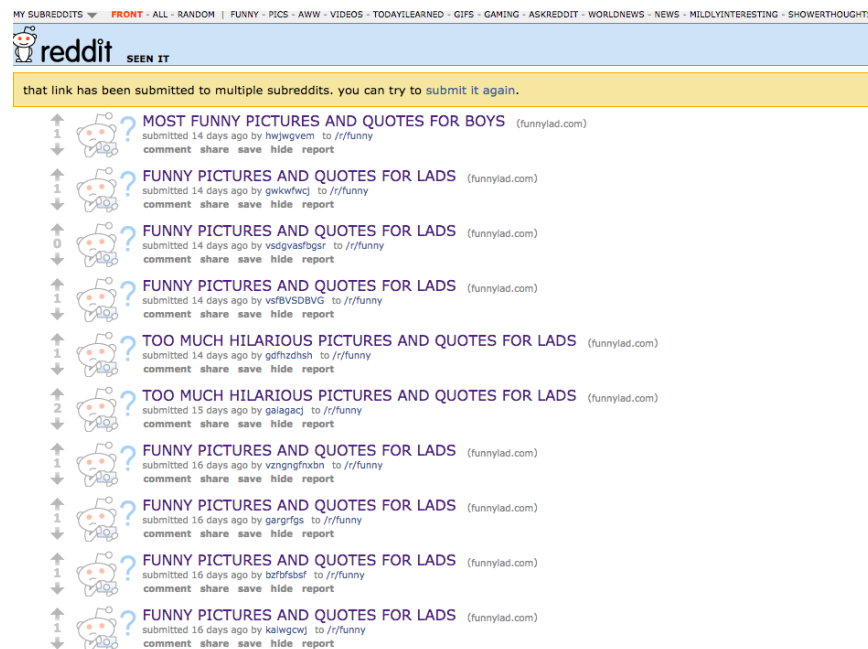 MY SUBREDDITS FRONT - ALL - RANDOM | FUNNY - PICS - AWW - VIDEOS - TODAYILEARNED - GIFS - GAMING - ASKREDDIT - WORLDNEWS - NEWS - MILDLYINTERESTING - SHOWERTHOUGHTS
reddit SEEN IT
that link has been submitted to multiple subreddits. you can try to submit it again.
MOST FUNNY PICTURES AND QUOTES FOR BOYS (funnylad.com)
1 submitted 14 days ago by hwjwgvem to /r/funny
comment share save hide report
FUNNY PICTURES AND QUOTES FOR LADS (funnylad.com)
1 submitted 14 days ago by gwkwfwcj to /r/funny
comment share save hide report
FUNNY PICTURES AND QUOTES FOR LADS (funnylad.com)
0 submitted 14 days ago by vsdgvasfbgsr to /r/funny
comment share save hide report
FUNNY PICTURES AND QUOTES FOR LADS (funnylad.com)
1 submitted 14 days ago by vsfBVSDBVG to /r/funny
comment share save hide report
TOO MUCH HILARIOUS PICTURES AND QUOTES FOR LADS (funnylad.com)
1 submitted 14 days ago by gdfhzdhsh to /r/funny
comment share save hide report
TOO MUCH HILARIOUS PICTURES AND QUOTES FOR LADS (funnylad.com)
2 submitted 15 days ago by gaiagacj to /r/funny
comment share save hide report
FUNNY PICTURES AND QUOTES FOR LADS (funnylad.com)
1 submitted 16 days ago by vzngngfnxbn to /r/funny
comment share save hide report
FUNNY PICTURES AND QUOTES FOR LADS (funnylad.com)
1 submitted 16 days ago by gargrfgs to /r/funny
comment share save hide report
FUNNY PICTURES AND QUOTES FOR LADS (funnylad.com)
1 submitted 16 days ago by bzfbfsbsf to /r/funny
comment share save hide report
FUNNY PICTURES AND QUOTES FOR LADS (funnylad.com)
1 submitted 16 days ago by kaiwgcwj to /r/funny
comment share save hide report